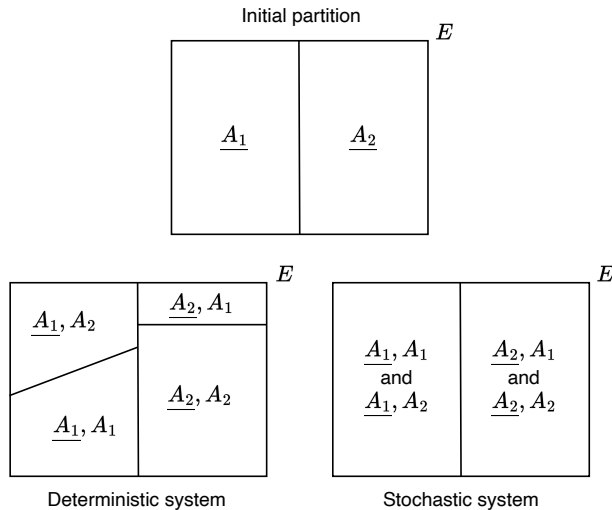 Initial partition
E
A₁ A₂
E
A₂, A₁
A₁, A₂
A₂, A₂
A₁, A₁
Deterministic system
E
A₁, A₁
and
A₁, A₂
A₂, A₁
and
A₂, A₂
Stochastic system